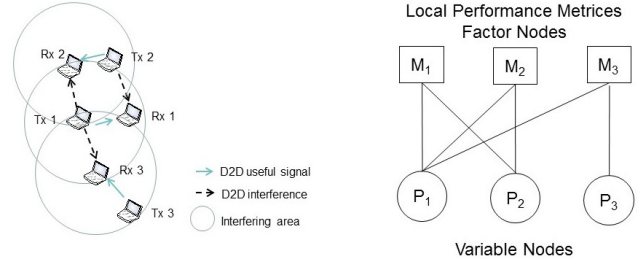 Rx 2
Tx 2
Tx 1
Rx 1
Rx 3
Tx 3
D2D useful signal
D2D interference
Interfering area
Local Performance Metrices
Factor Nodes
M1
M2
M3
P1
P2
P3
Variable Nodes